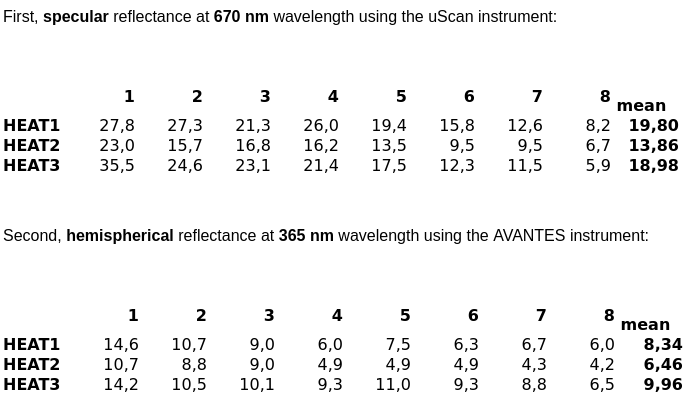 First, specular reflectance at 670 nm wavelength using the uScan instrument:
1 2 3 4 5 6 7 8 mean
HEAT1 27,8 27,3 21,3 26,0 19,4 15,8 12,6 8,2 19,80
HEAT2 23,0 15,7 16,8 16,2 13,5 9,5 9,5 6,7 13,86
HEAT3 35,5 24,6 23,1 21,4 17,5 12,3 11,5 5,9 18,98
Second, hemispherical reflectance at 365 nm wavelength using the AVANTES instrument:
1 2 3 4 5 6 7 8 mean
HEAT1 14,6 10,7 9,0 6,0 7,5 6,3 6,7 6,0 8,34
HEAT2 10,7 8,8 9,0 4,9 4,9 4,9 4,3 4,2 6,46
HEAT3 14,2 10,5 10,1 9,3 11,0 9,3 8,8 6,5 9,96